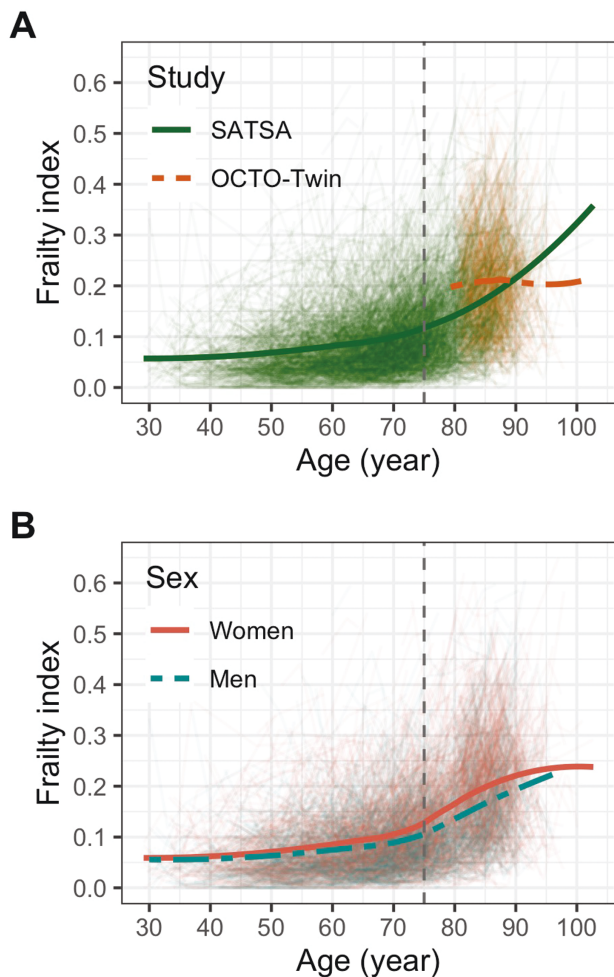 A
Study
SATSA
OCTO-Twin
Frailty index
0.6
0.5
0.4
0.3
0.2
0.1
0.0
30 40 50 60 70 80 90 100
Age (year)
B
Sex
Women
Men
Frailty index
0.6
0.5
0.4
0.3
0.2
0.1
0.0
30 40 50 60 70 80 90 100
Age (year)